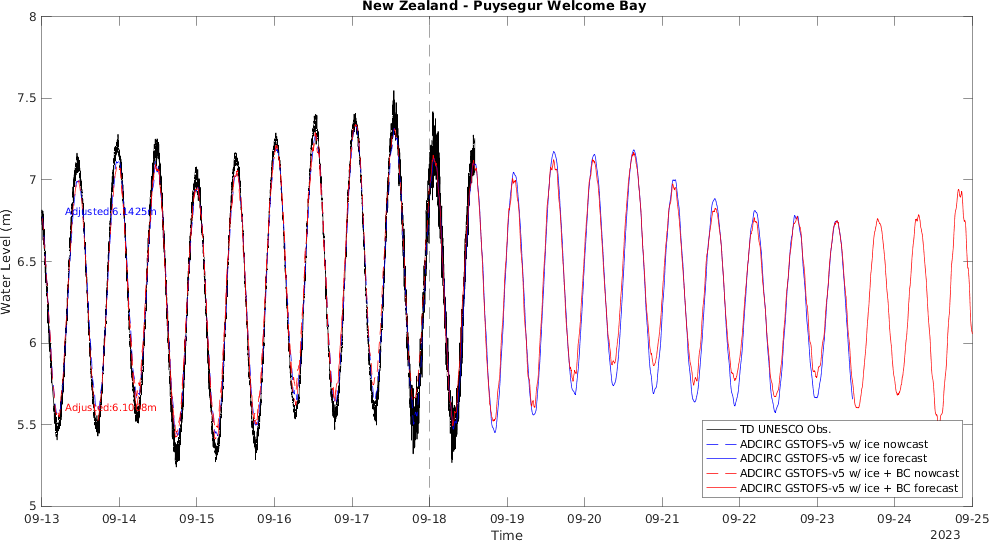 New Zealand - Puysegur Welcome Bay
8
7.5
7
6.5
6
5.5
5
Water Level (m)
Adjusted:6.1425m
TD UNESCO Obs.
ADCIRC GSTOFS-v5 w/ ice nowcast
ADCIRC GSTOFS-v5 w/ ice forecast
ADCIRC GSTOFS-v5 w/ ice + BC nowcast
ADCIRC GSTOFS-v5 w/ ice + BC forecast
09-13 09-14 09-15 09-16 09-17 09-18 09-19 09-20 09-21 09-22 09-23 09-24 09-25
Time
2023